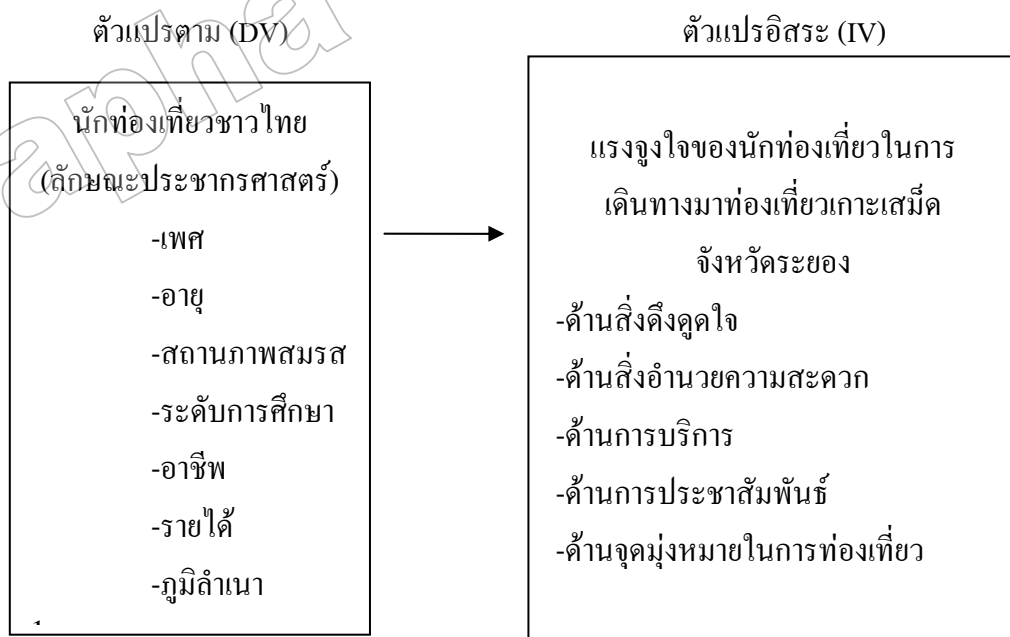 ตัวแปรตาม (DV)
นักท่องเที่ยวชาวไทย
(ลักษณะประชากรศาสตร์)
-เพศ
-อายุ
-สถานภาพสมรส
-ระดับการศึกษา
-อาชีพ
-รายได้
-ภูมิลำเนา
ตัวแปรอิสระ (IV)
แรงจูงใจของนักท่องเที่ยวในการ
เดินทางมาท่องเที่ยวเกาะเสม็ด
จังหวัดระยอง
-ด้านสิ่งดึงดูดใจ
-ด้านสิ่งอำนวยความสะดวก
-ด้านการบริการ
-ด้านการประชาสัมพันธ์
-ด้านจุดมุ่งหมายในการท่องเที่ยว